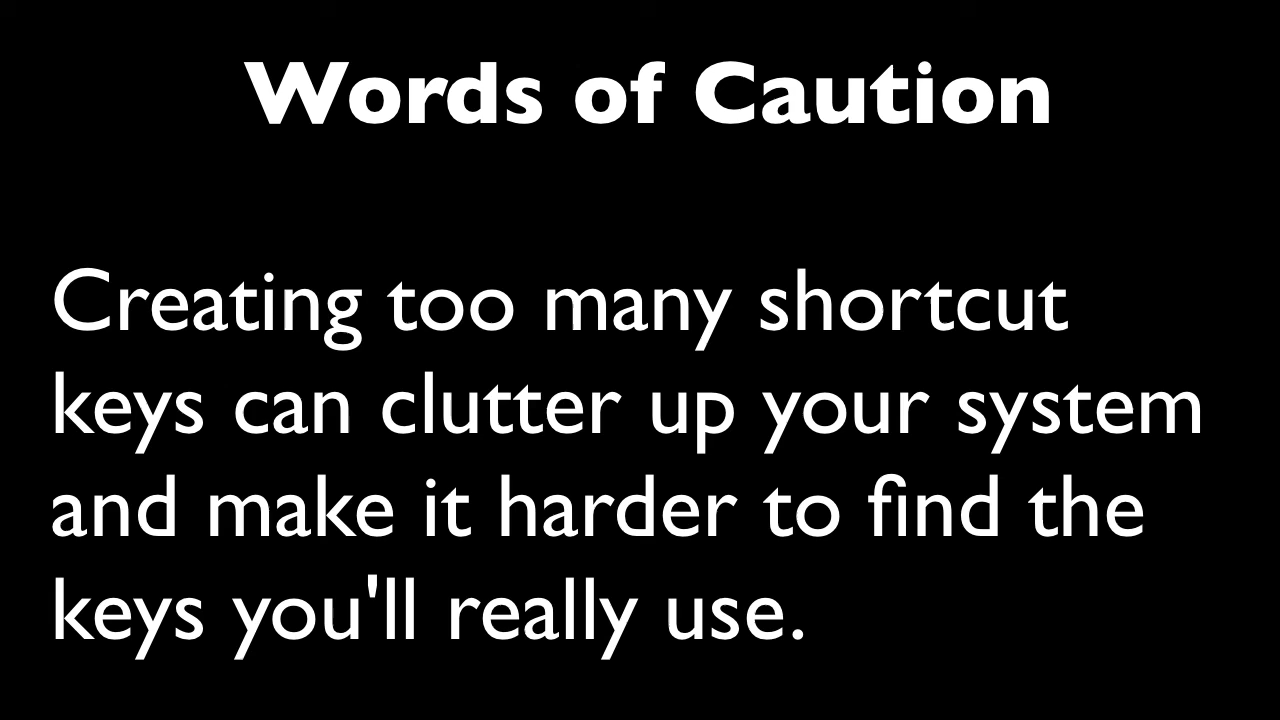 Words of Caution
Creating too many shortcut
keys can clutter up your system
and make it harder to find the
keys you'll really use.